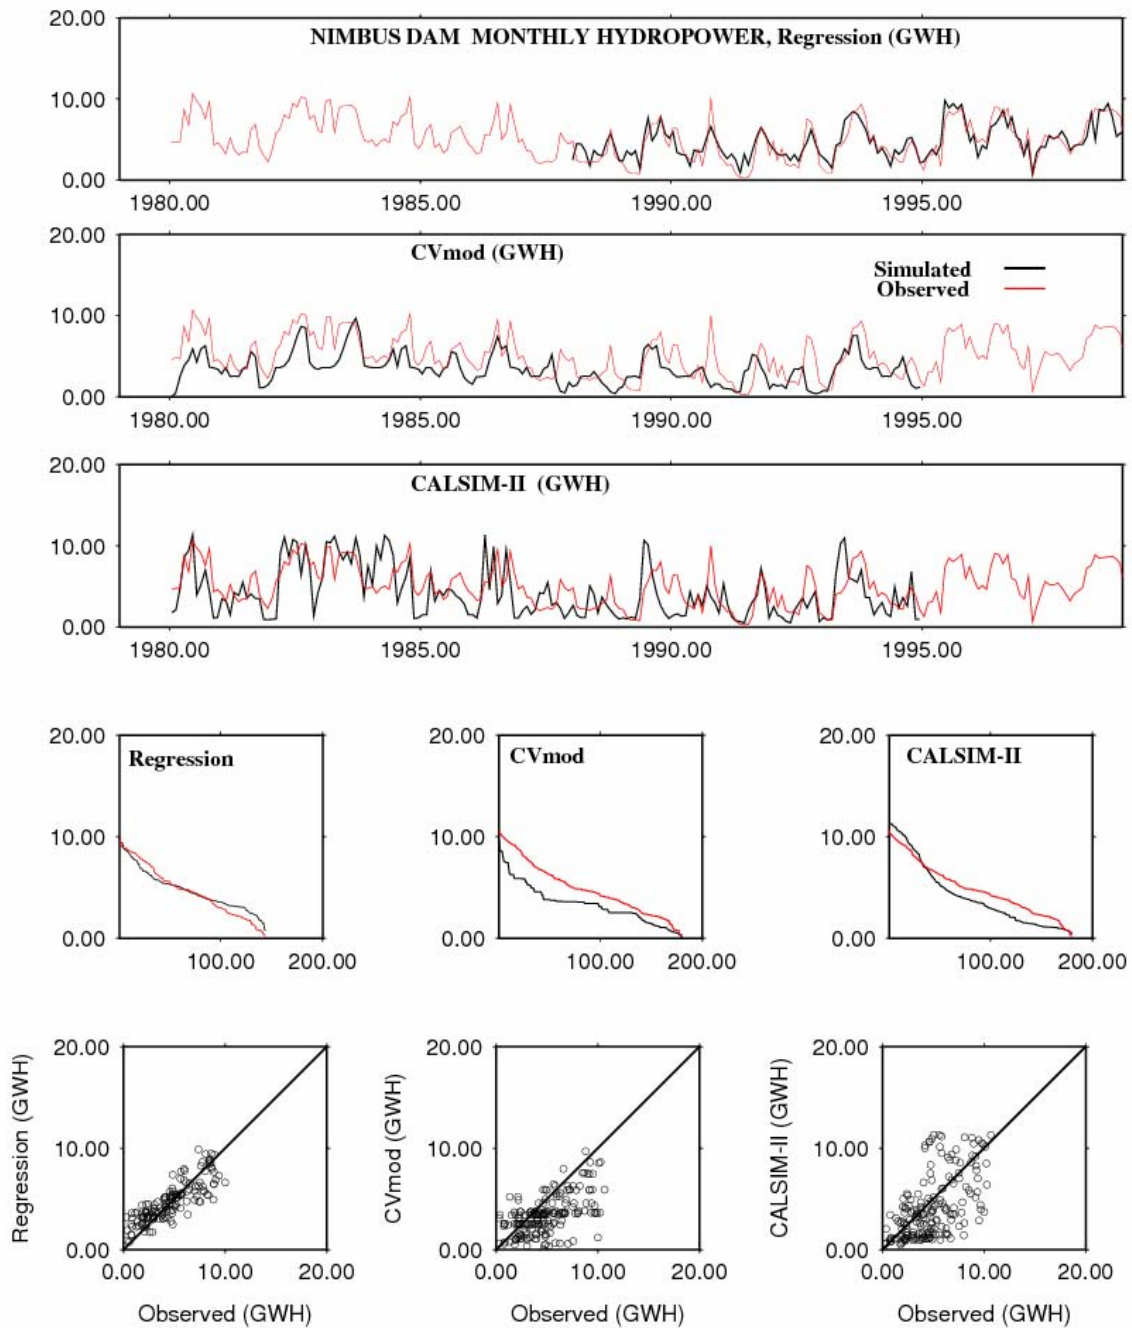 NIMBUS DAM MONTHLY HYDROPOWER, Regression (GWH)
20.00
10.00
0.00
1980.00 1985.00 1990.00 1995.00
CVmod (GWH)
20.00
Simulated
Observed
10.00
0.00
1980.00 1985.00 1990.00 1995.00
CALSIM-II (GWH)
20.00
10.00
0.00
1980.00 1985.00 1990.00 1995.00
Regression
20.00
10.00
0.00
100.00 200.00
CVmod
20.00
10.00
0.00
100.00 200.00
CALSIM-II
20.00
10.00
0.00
100.00 200.00
Regression (GWH)
20.00
10.00
0.00
0.00 10.00 20.00
Observed (GWH)
CVmod (GWH)
20.00
10.00
0.00
0.00 10.00 20.00
Observed (GWH)
CALSIM-II (GWH)
20.00
10.00
0.00
0.00 10.00 20.00
Observed (GWH)